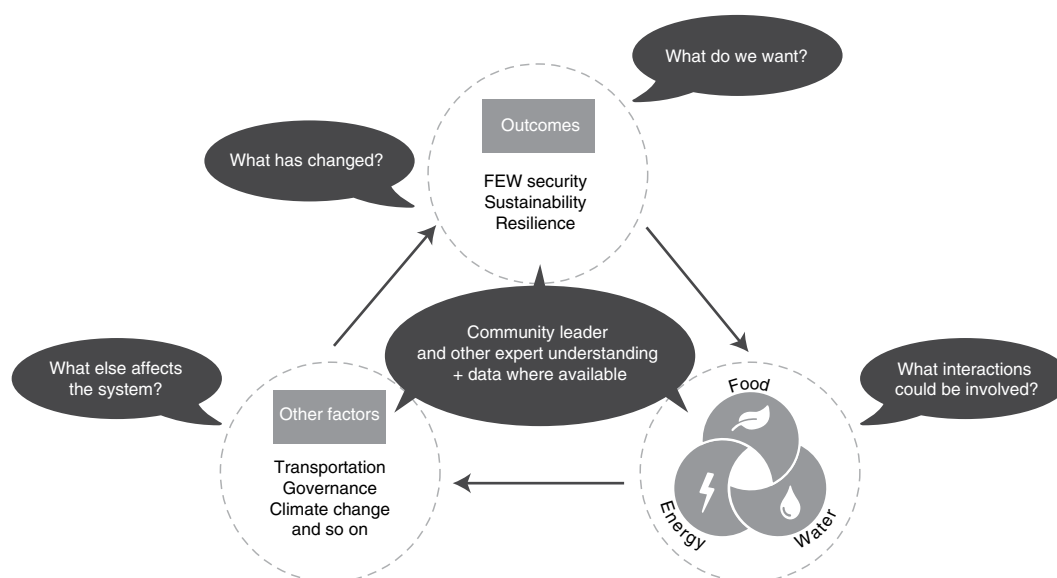 What do we want?
Outcomes
What has changed?
FEW security
Sustainability
Resilience
Community leader
and other expert understanding
+ data where available
What else affects
the system?
What interactions
could be involved?
Other factors
Transportation
Governance
Climate change
and so on
Food
Energy
Water